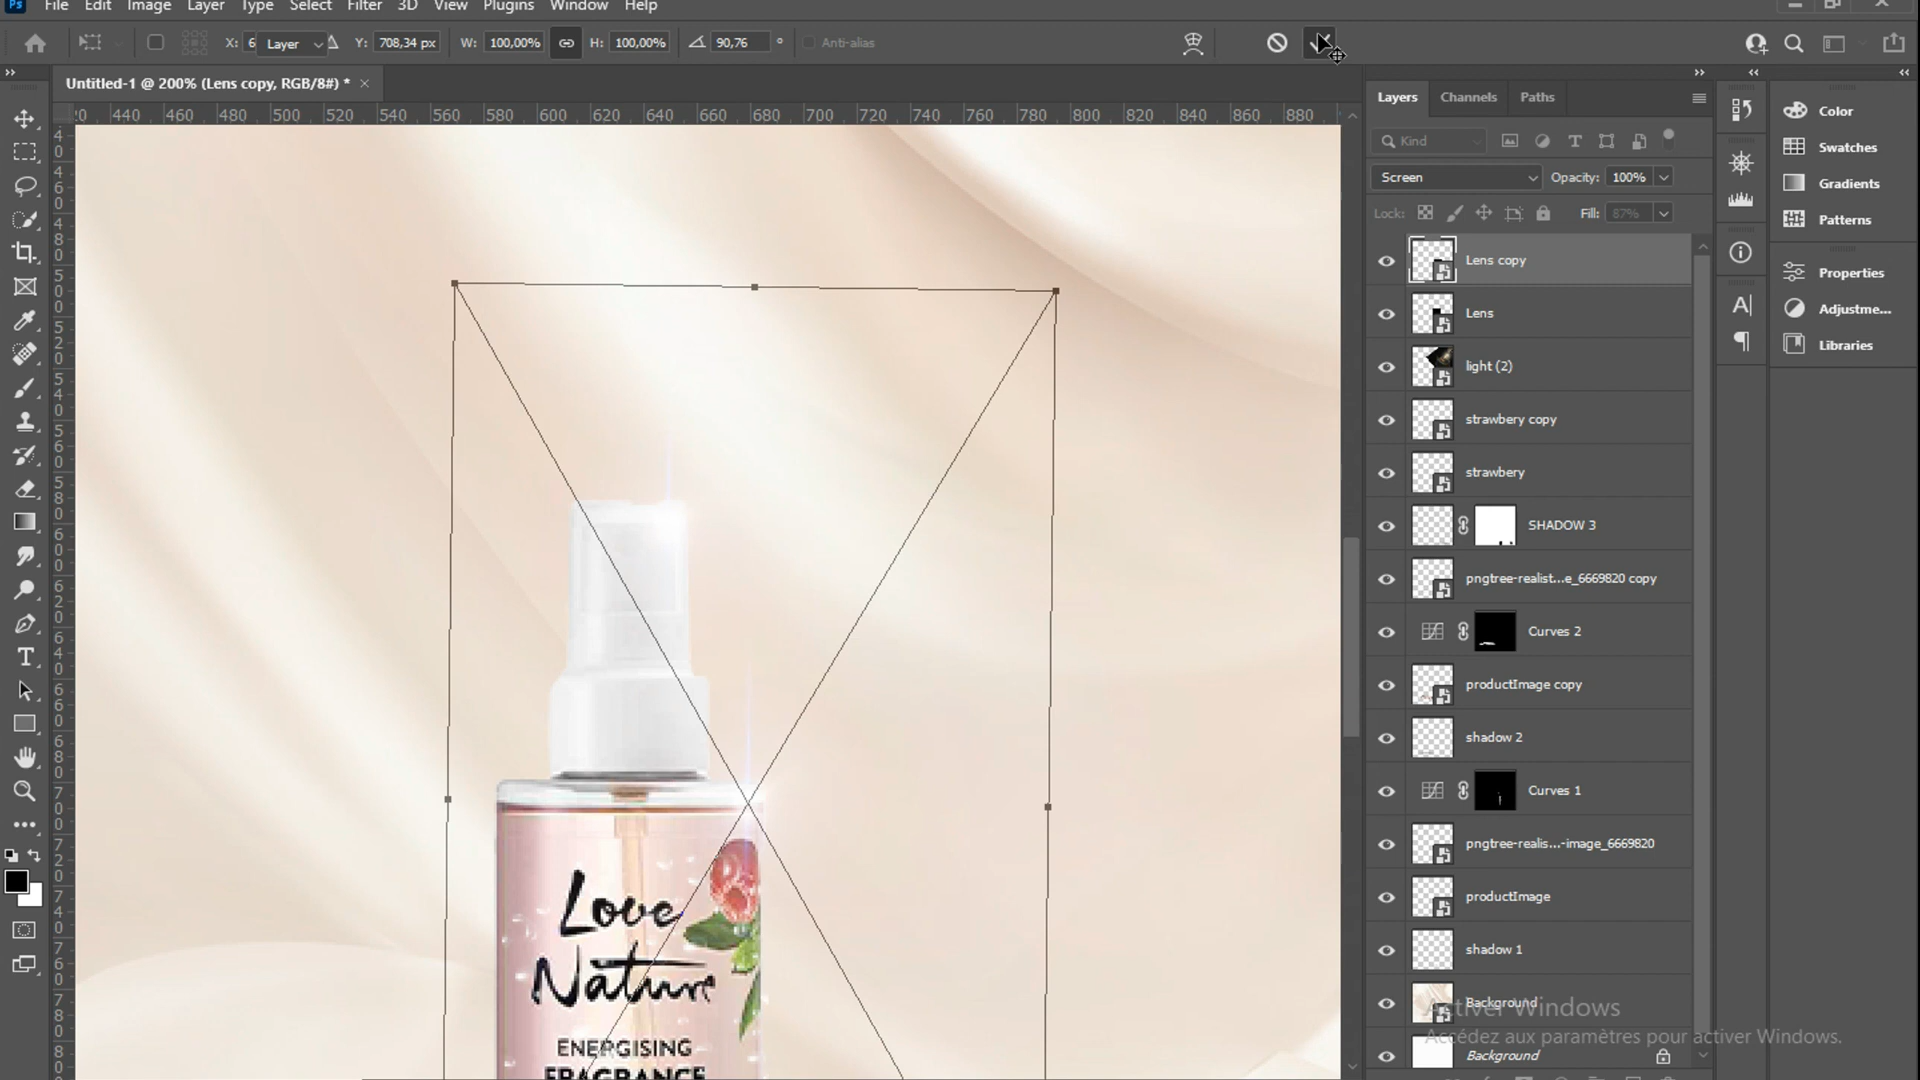 Ps File Edit Image Layer Type Select Filter 3D View Plugins Window Help
X: 6 Layer Y: 708,34 px W: 100,00% H: 100,00% 90,76 ° Anti-alias
Untitled-1 @ 200% (Lens copy, RGB/8#) * ×
440 460 480 500 520 540 560 580 600 620 640 660 680 700 720 740 760 780 800 820 840 860 880
Layers Channels Paths
Kind
Screen Opacity: 100%
Lock: Fill: 87%
Lens copy
Lens
light (2)
strawbery copy
strawbery
SHADOW 3
pngtree-realist...e_6669820 copy
Curves 2
productImage copy
shadow 2
Curves 1
pngtree-realis...-image_6669820
productImage
shadow 1
Background
Background
Color
Swatches
Gradients
Patterns
Properties
Adjustme...
Libraries
Love
Nature
ENERGISING
FRAGRANCE
Activer Windows
Accédez aux paramètres pour activer Windows.